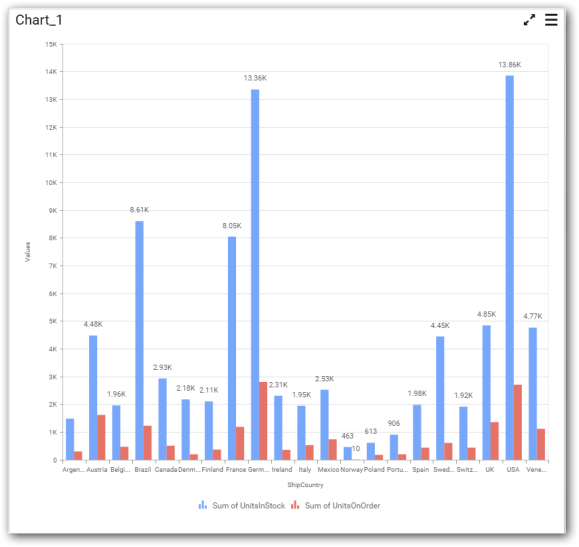 Chart_1
15K
14K
13K
12K
11K
10K
9K
8K
7K
6K
5K
4K
3K
2K
1K
0
Values
4.48K
1.96K
8.61K
2.93K
2.18K
2.11K
8.05K
13.36K
2.31K
1.95K
2.53K
463
10
613
906
1.98K
4.45K
1.92K
4.85K
13.86K
4.77K
Argen... Austria Belgi... Brazil Canada Denm... Finland France Germ... Ireland Italy Mexico Norway Poland Portu... Spain Swed... Switz... UK USA Vene...
ShipCountry
Sum of UnitsInStock Sum of UnitsOnOrder